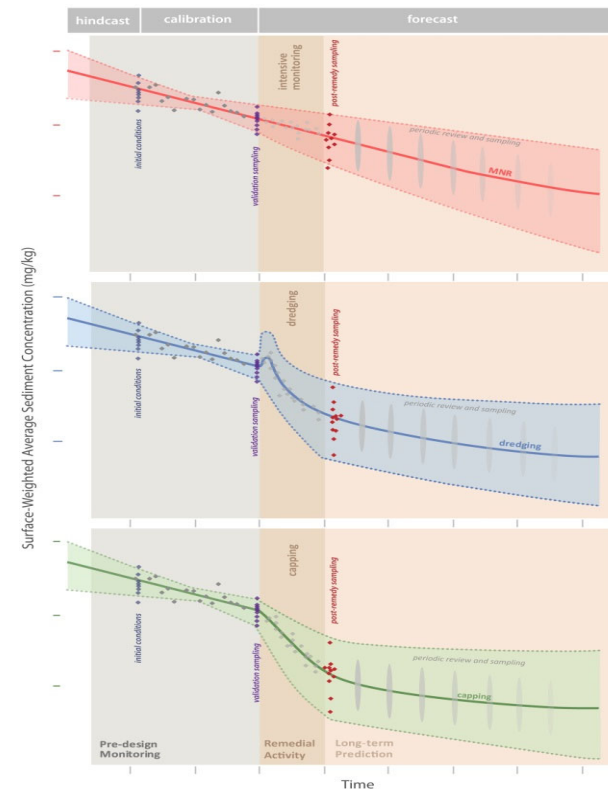 hindcast
calibration
forecast
Surface-Weighted Average Sediment Concentration (mg/kg)
initial conditions
validation sampling
intensive
monitoring
post-remedy sampling
periodic review and sampling
MNR
initial conditions
validation sampling
dredging
post-remedy sampling
periodic review and sampling
dredging
initial conditions
validation sampling
capping
post-remedy sampling
periodic review and sampling
capping
Pre-design
Monitoring
Remedial
Activity
Long-term
Prediction
Time